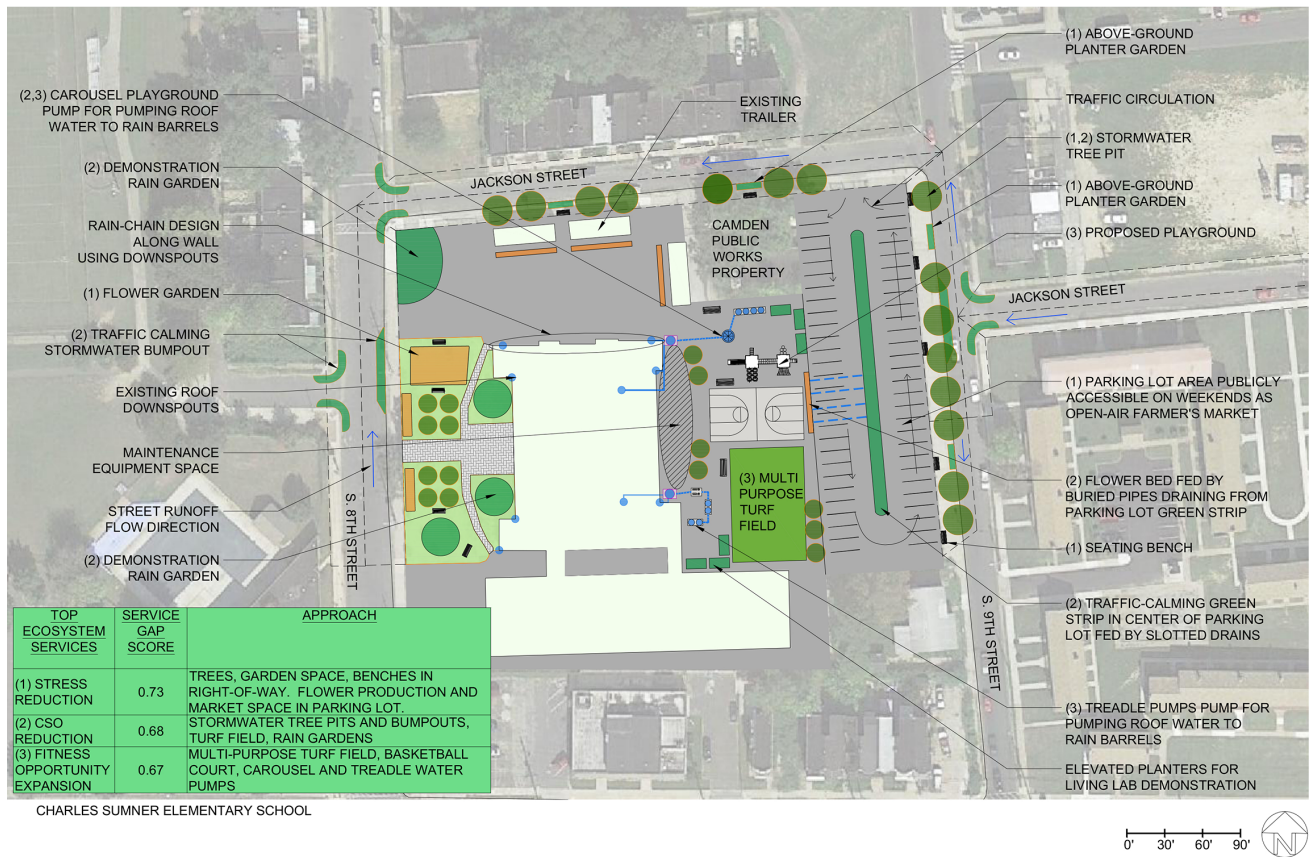 (2,3) CAROUSEL PLAYGROUND
PUMP FOR PUMPING ROOF
WATER TO RAIN BARRELS
(2) DEMONSTRATION
RAIN GARDEN
RAIN-CHAIN DESIGN
ALONG WALL
USING DOWNSPOUTS
(1) FLOWER GARDEN
(2) TRAFFIC CALMING
STORMWATER BUMPOUT
EXISTING ROOF
DOWNSPOUTS
MAINTENANCE
EQUIPMENT SPACE
STREET RUNOFF
FLOW DIRECTION
(2) DEMONSTRATION
RAIN GARDEN
EXISTING
TRAILER
JACKSON STREET
CAMDEN
PUBLIC
WORKS
PROPERTY
(3) MULTI
PURPOSE
TURF
FIELD
S. 8TH STREET
JACKSON STREET
S. 9TH STREET
(1) ABOVE-GROUND
PLANTER GARDEN
TRAFFIC CIRCULATION
(1,2) STORMWATER
TREE PIT
(1) ABOVE-GROUND
PLANTER GARDEN
(3) PROPOSED PLAYGROUND
(1) PARKING LOT AREA PUBLICLY
ACCESSIBLE ON WEEKENDS AS
OPEN-AIR FARMER'S MARKET
(2) FLOWER BED FED BY
BURIED PIPES DRAINING FROM
PARKING LOT GREEN STRIP
(1) SEATING BENCH
(2) TRAFFIC-CALMING GREEN
STRIP IN CENTER OF PARKING
LOT FED BY SLOTTED DRAINS
(3) TREADLE PUMPS PUMP FOR
PUMPING ROOF WATER TO
RAIN BARRELS
ELEVATED PLANTERS FOR
LIVING LAB DEMONSTRATION
TOP
ECOSYSTEM
SERVICES
SERVICE
GAP
SCORE
APPROACH
(1) STRESS
REDUCTION
0.73
TREES, GARDEN SPACE, BENCHES IN
RIGHT-OF-WAY. FLOWER PRODUCTION AND
MARKET SPACE IN PARKING LOT.
(2) CSO
REDUCTION
0.68
STORMWATER TREE PITS AND BUMPOUTS,
TURF FIELD, RAIN GARDENS
(3) FITNESS
OPPORTUNITY
EXPANSION
0.67
MULTI-PURPOSE TURF FIELD, BASKETBALL
COURT, CAROUSEL AND TREADLE WATER
PUMPS
CHARLES SUMNER ELEMENTARY SCHOOL
0' 30' 60' 90'
N